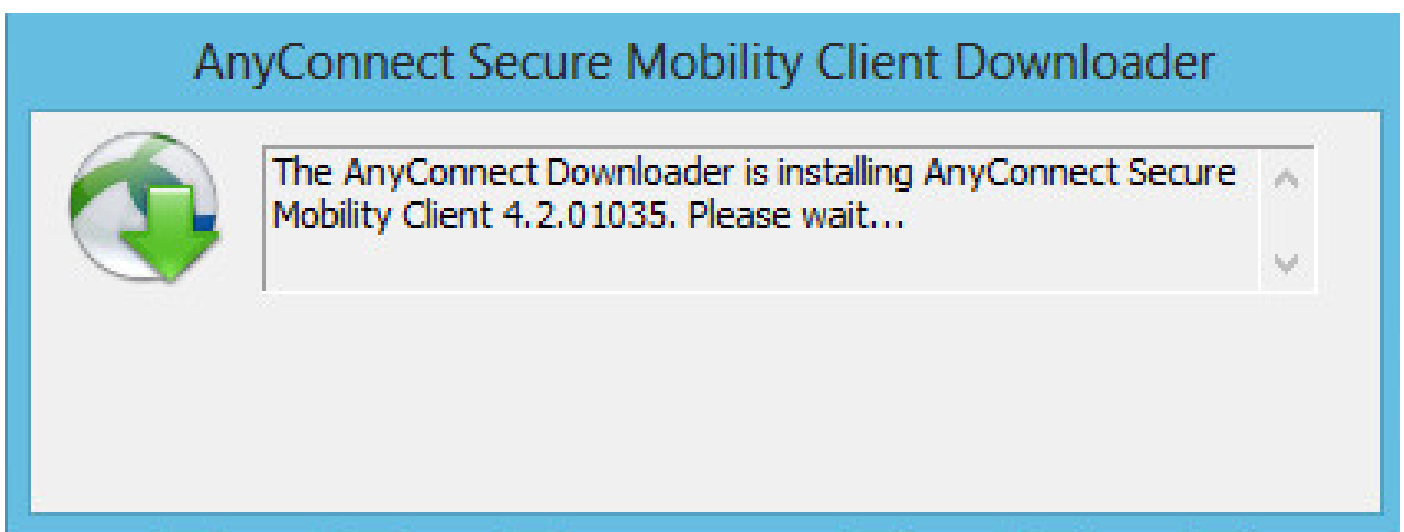 AnyConnect Secure Mobility Client Downloader
The AnyConnect Downloader is installing AnyConnect Secure
Mobility Client 4.2.01035. Please wait...